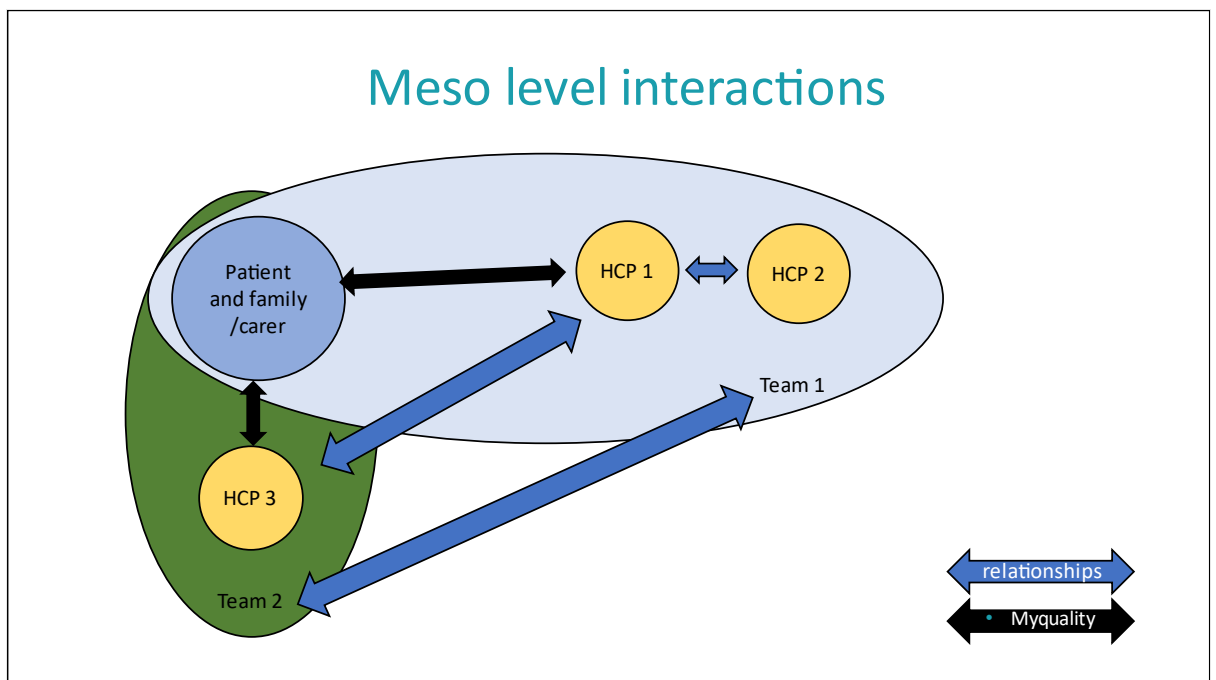 Meso level interactions
Patient
and family
/carer
HCP 1
HCP 2
Team 1
HCP 3
Team 2
relationships
• Myquality